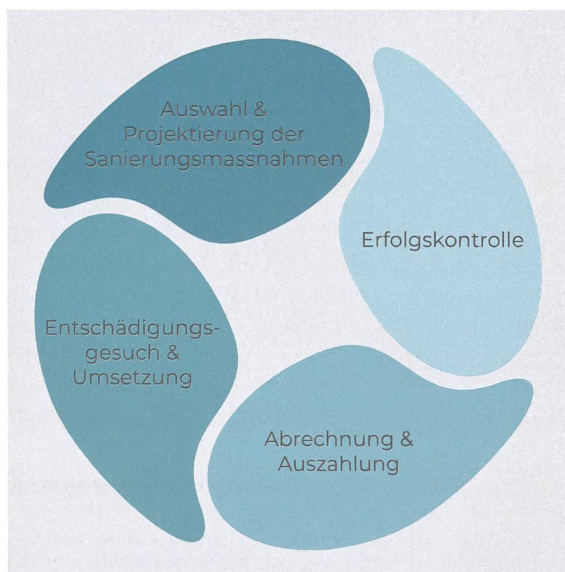 Auswahl &
Projektierung der
Sanierungsmassnahmen
Erfolgskontrolle
Entschädigungs-
gesuch &
Umsetzung
Abrechnung &
Auszahlung